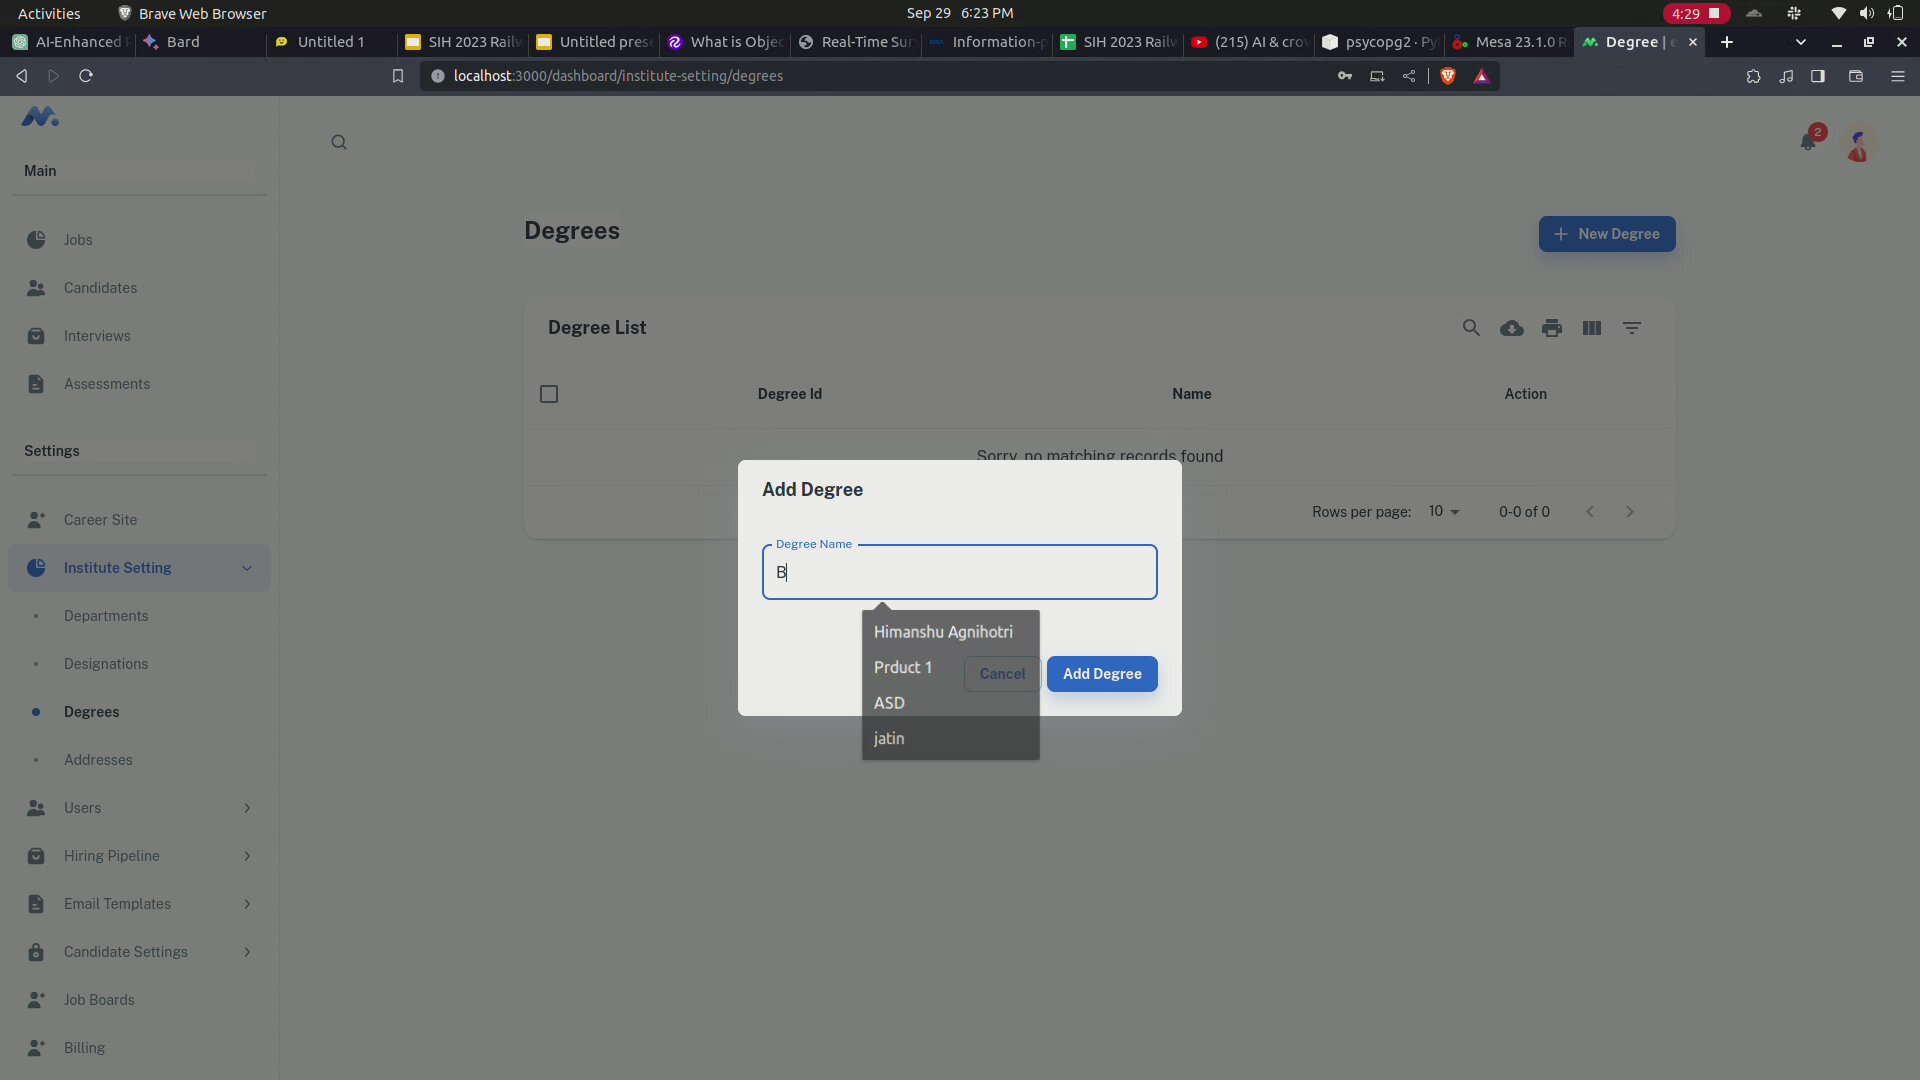 Activities
Brave Web Browser
Sep 29 6:23 PM
4:29
AI-Enhanced
Bard
Untitled 1
SIH 2023 Railw
Untitled prese
What is Objec
Real-Time Sur
Information-p
SIH 2023 Railw
(215) AI & crow
psycopg2 · Py
Mesa 23.1.0 R
Degree |
localhost:3000/dashboard/institute-setting/degrees
2
Main
Jobs
Candidates
Interviews
Assessments
Settings
Career Site
Institute Setting
Departments
Designations
Degrees
Addresses
Users
Hiring Pipeline
Email Templates
Candidate Settings
Job Boards
Billing
Degrees
New Degree
Degree List
Degree Id
Name
Action
Sorry, no matching records found
Rows per page: 10
0-0 of 0
Add Degree
Degree Name
B
Himanshu Agnihotri
Prduct 1
ASD
jatin
Cancel
Add Degree